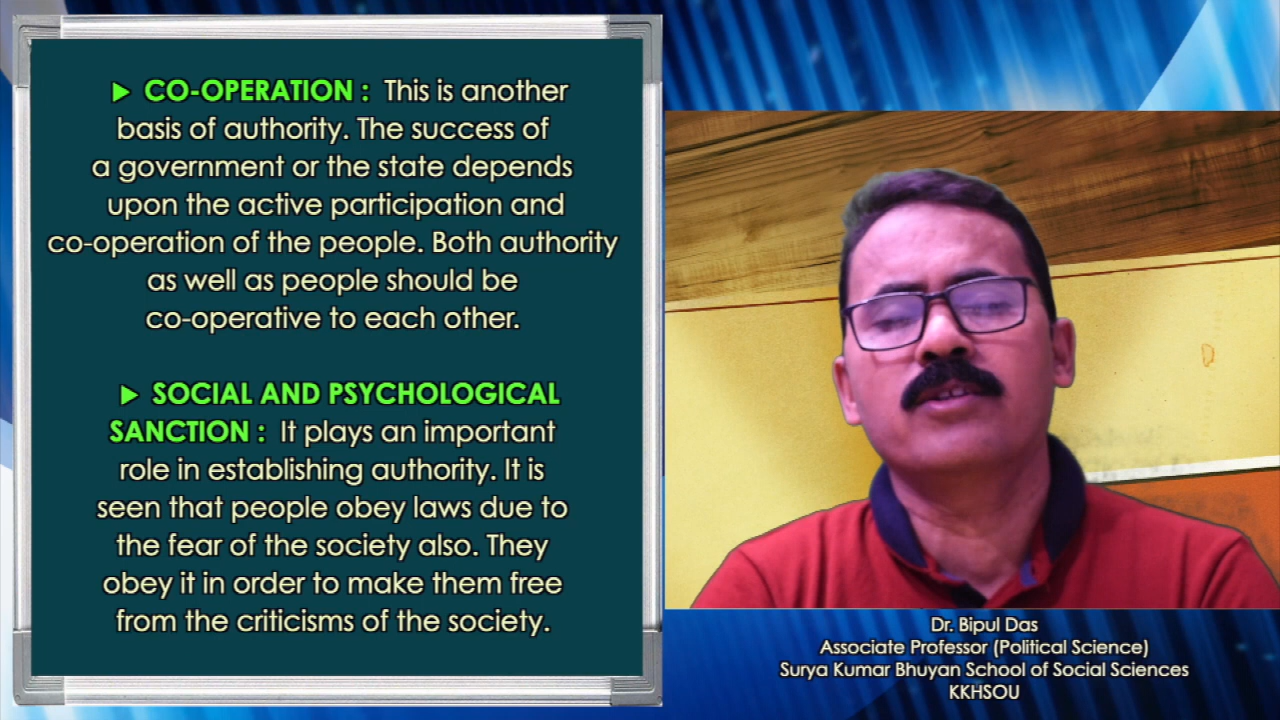 ▶ CO-OPERATION : This is another
basis of authority. The success of
a government or the state depends
upon the active participation and
co-operation of the people. Both authority
as well as people should be
co-operative to each other.
▶ SOCIAL AND PSYCHOLOGICAL
SANCTION : It plays an important
role in establishing authority. It is
seen that people obey laws due to
the fear of the society also. They
obey it in order to make them free
from the criticisms of the society.
Dr. Bipul Das
Associate Professor (Political Science)
Surya Kumar Bhuyan School of Social Sciences
KKHSOU